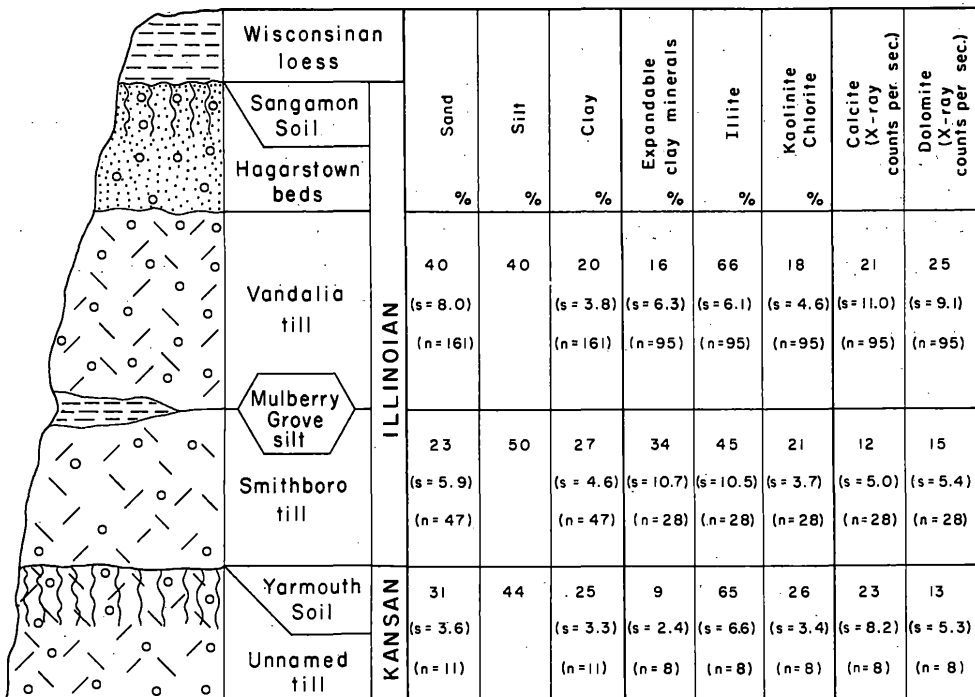 Wisconsinan
loess
Sangamon
Soil
Hagarstown
beds
Vandalia
till
Mulberry
Grove
silt
Smithboro
till
Yarmouth
Soil
Unnamed
till
ILLINOIAN
KANSAN
Sand
%
Silt
%
Clay
%
Expandable
clay minerals
%
Illite
%
Kaolinite
Chlorite
%
Calcite
(X-ray
counts per. sec.)
Dolomite
(X-ray
counts per sec.)
40 40 20 16 66 18 21 25
(s = 8.0) (s = 3.8) (s = 6.3) (s = 6.1) (s = 4.6) (s = 11.0) (s = 9.1)
(n = 161) (n = 161) (n = 95) (n = 95) (n = 95) (n = 95) (n = 95)
23 50 27 34 45 21 12 15
(s = 5.9) (s = 4.6) (s = 10.7) (s = 10.5) (s = 3.7) (s = 5.0) (s = 5.4)
(n = 47) (n = 47) (n = 28) (n = 28) (n = 28) (n = 28) (n = 28)
31 44 25 9 65 26 23 13
(s = 3.6) (s = 3.3) (s = 2.4) (s = 6.6) (s = 3.4) (s = 8.2) (s = 5.3)
(n = 11) (n = 11) (n = 8) (n = 8) (n = 8) (n = 8) (n = 8)